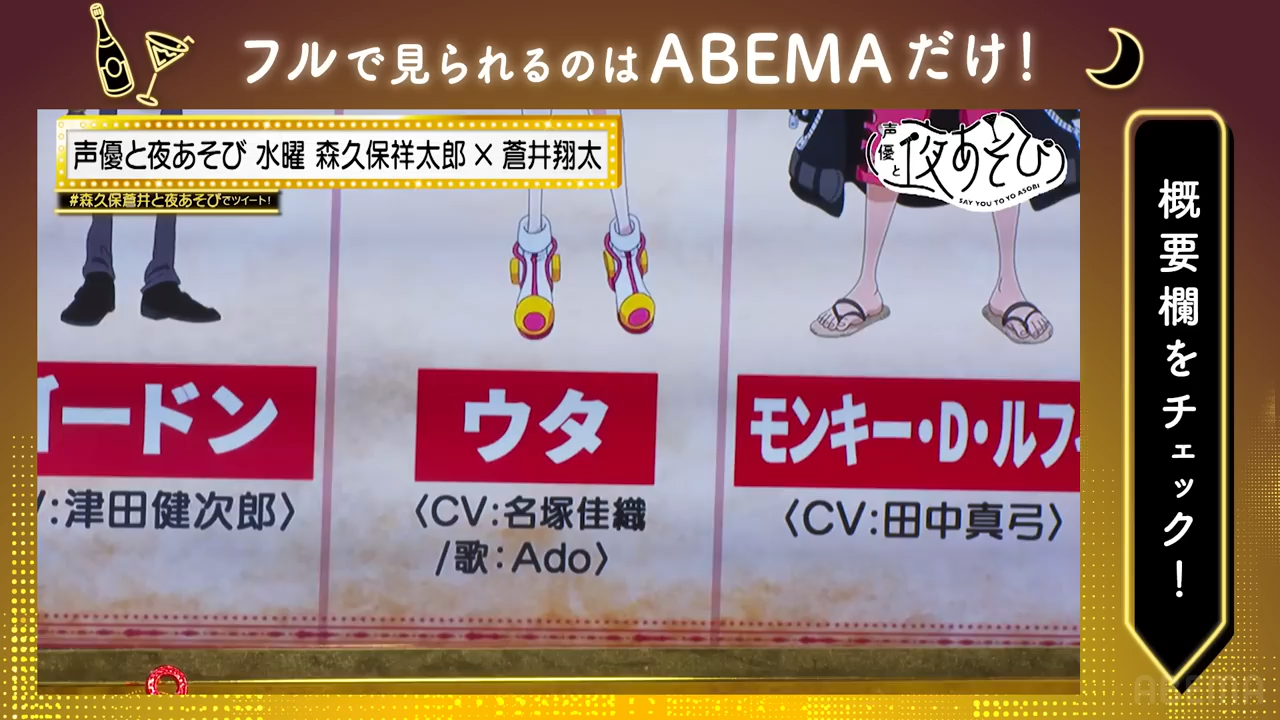 フルで見られるのはABEMAだけ!
声優と夜あそび 水曜 森久保祥太郎 × 蒼井翔太
#森久保蒼井と夜あそびでツイート!
声優と夜あそび
SAY YOU TO YO ASOBI
概要欄をチェック!
ゴードン
ウタ
モンキー・D・ルフィ
V:津田健次郎〉
〈CV:名塚佳織
/歌:Ado〉
〈CV:田中真弓〉
ABEMA